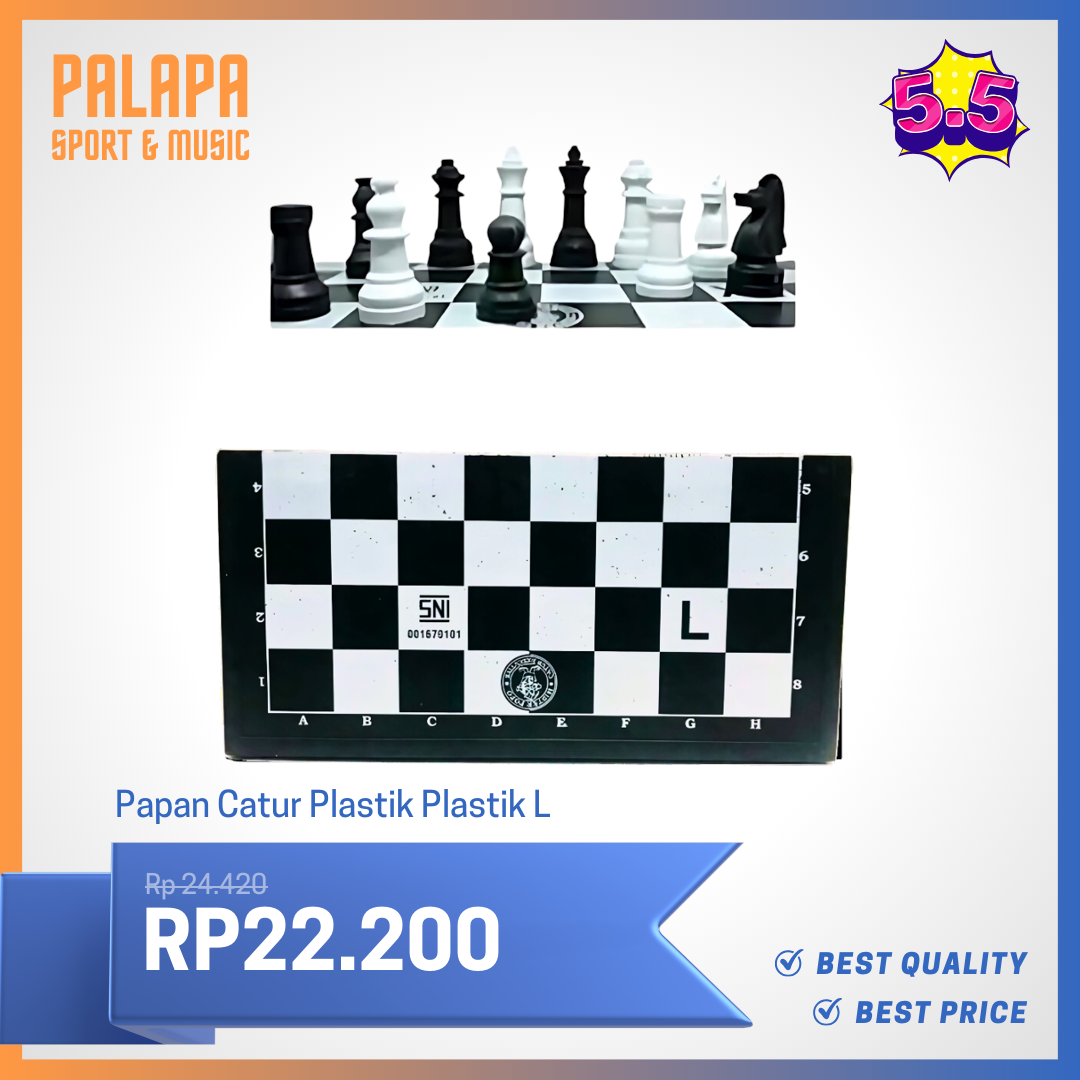 PALAPA
SPORT & MUSIC
5.5
4
5
3
6
SNI
001670101
L
2
7
1
8
A B C D E F G H
Papan Catur Plastik Plastik L
Rp 24.420
RP22.200
BEST QUALITY
BEST PRICE